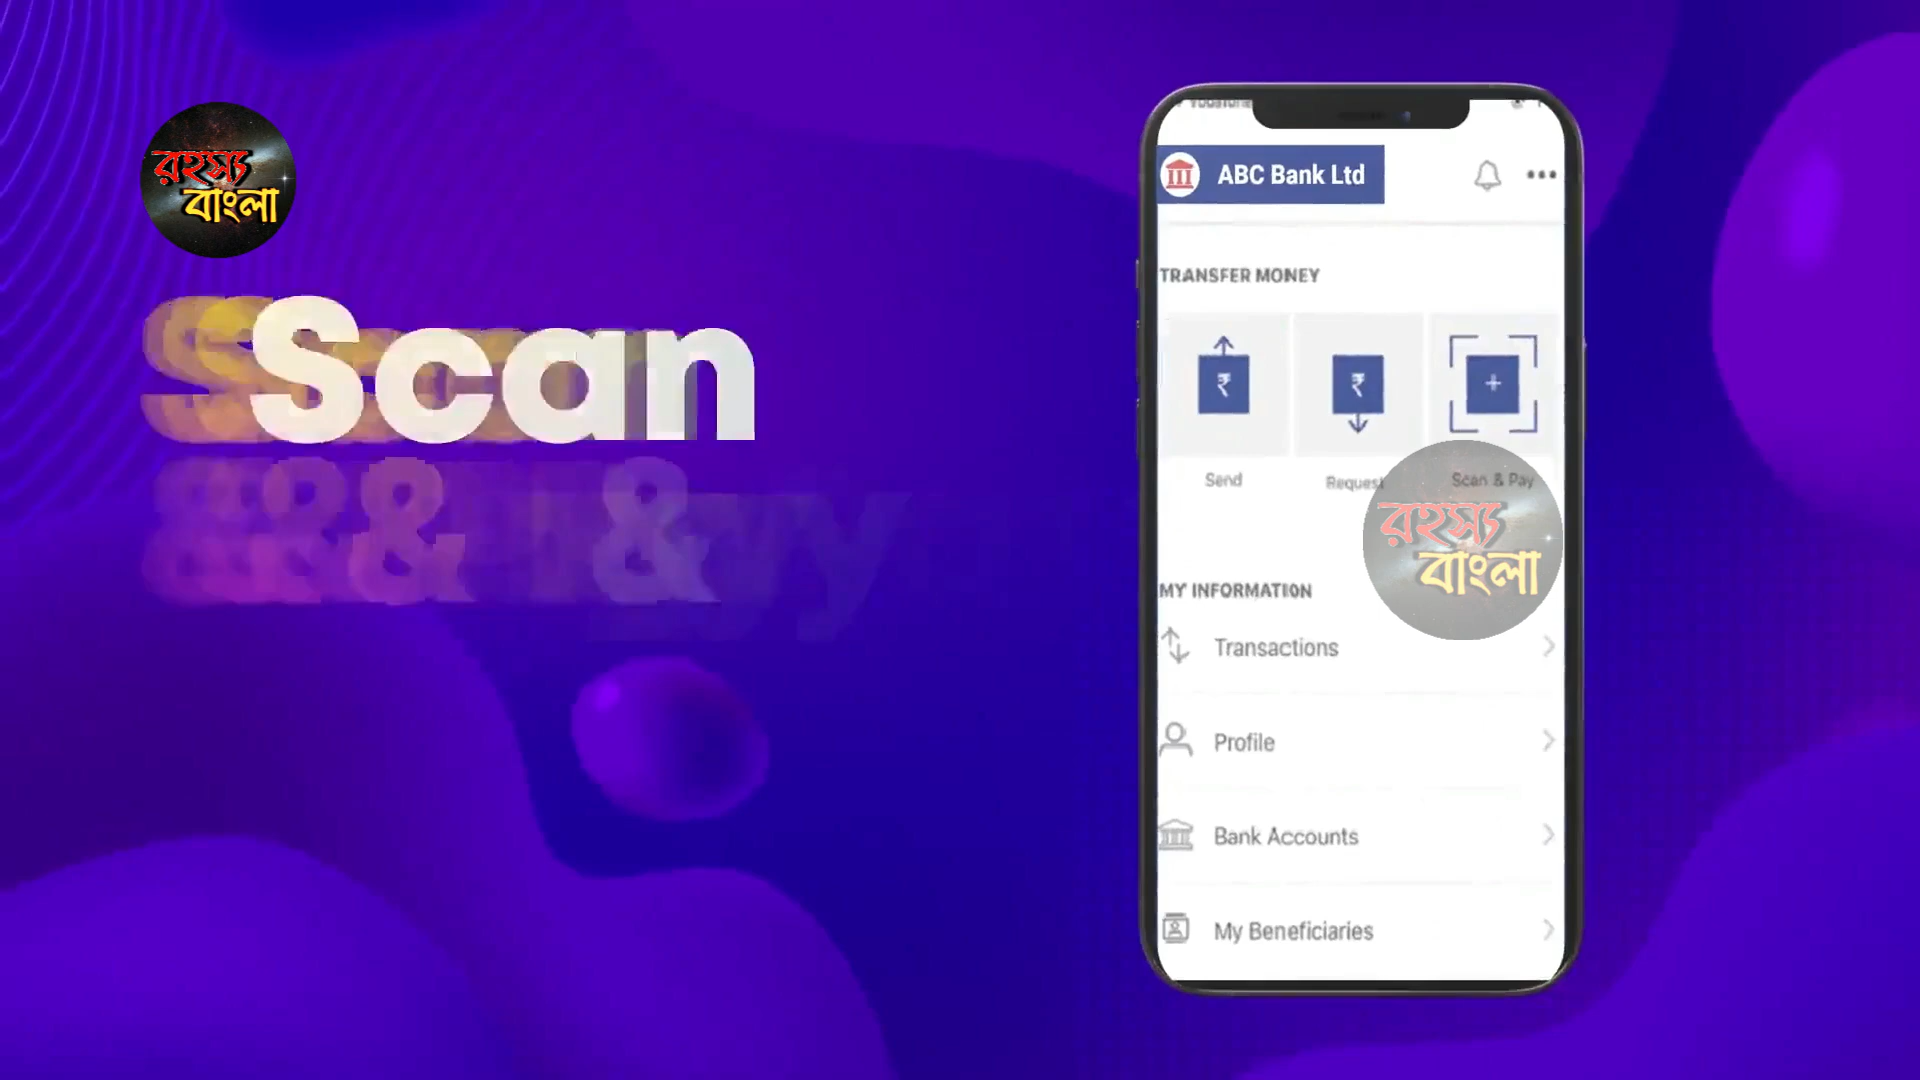 রহস্য
বাংলা
Scan
&
ABC Bank Ltd
TRANSFER MONEY
₹
₹
Send
Request
Scan & Pay
রহস্য
বাংলা
MY INFORMATION
Transactions
Profile
Bank Accounts
My Beneficiaries